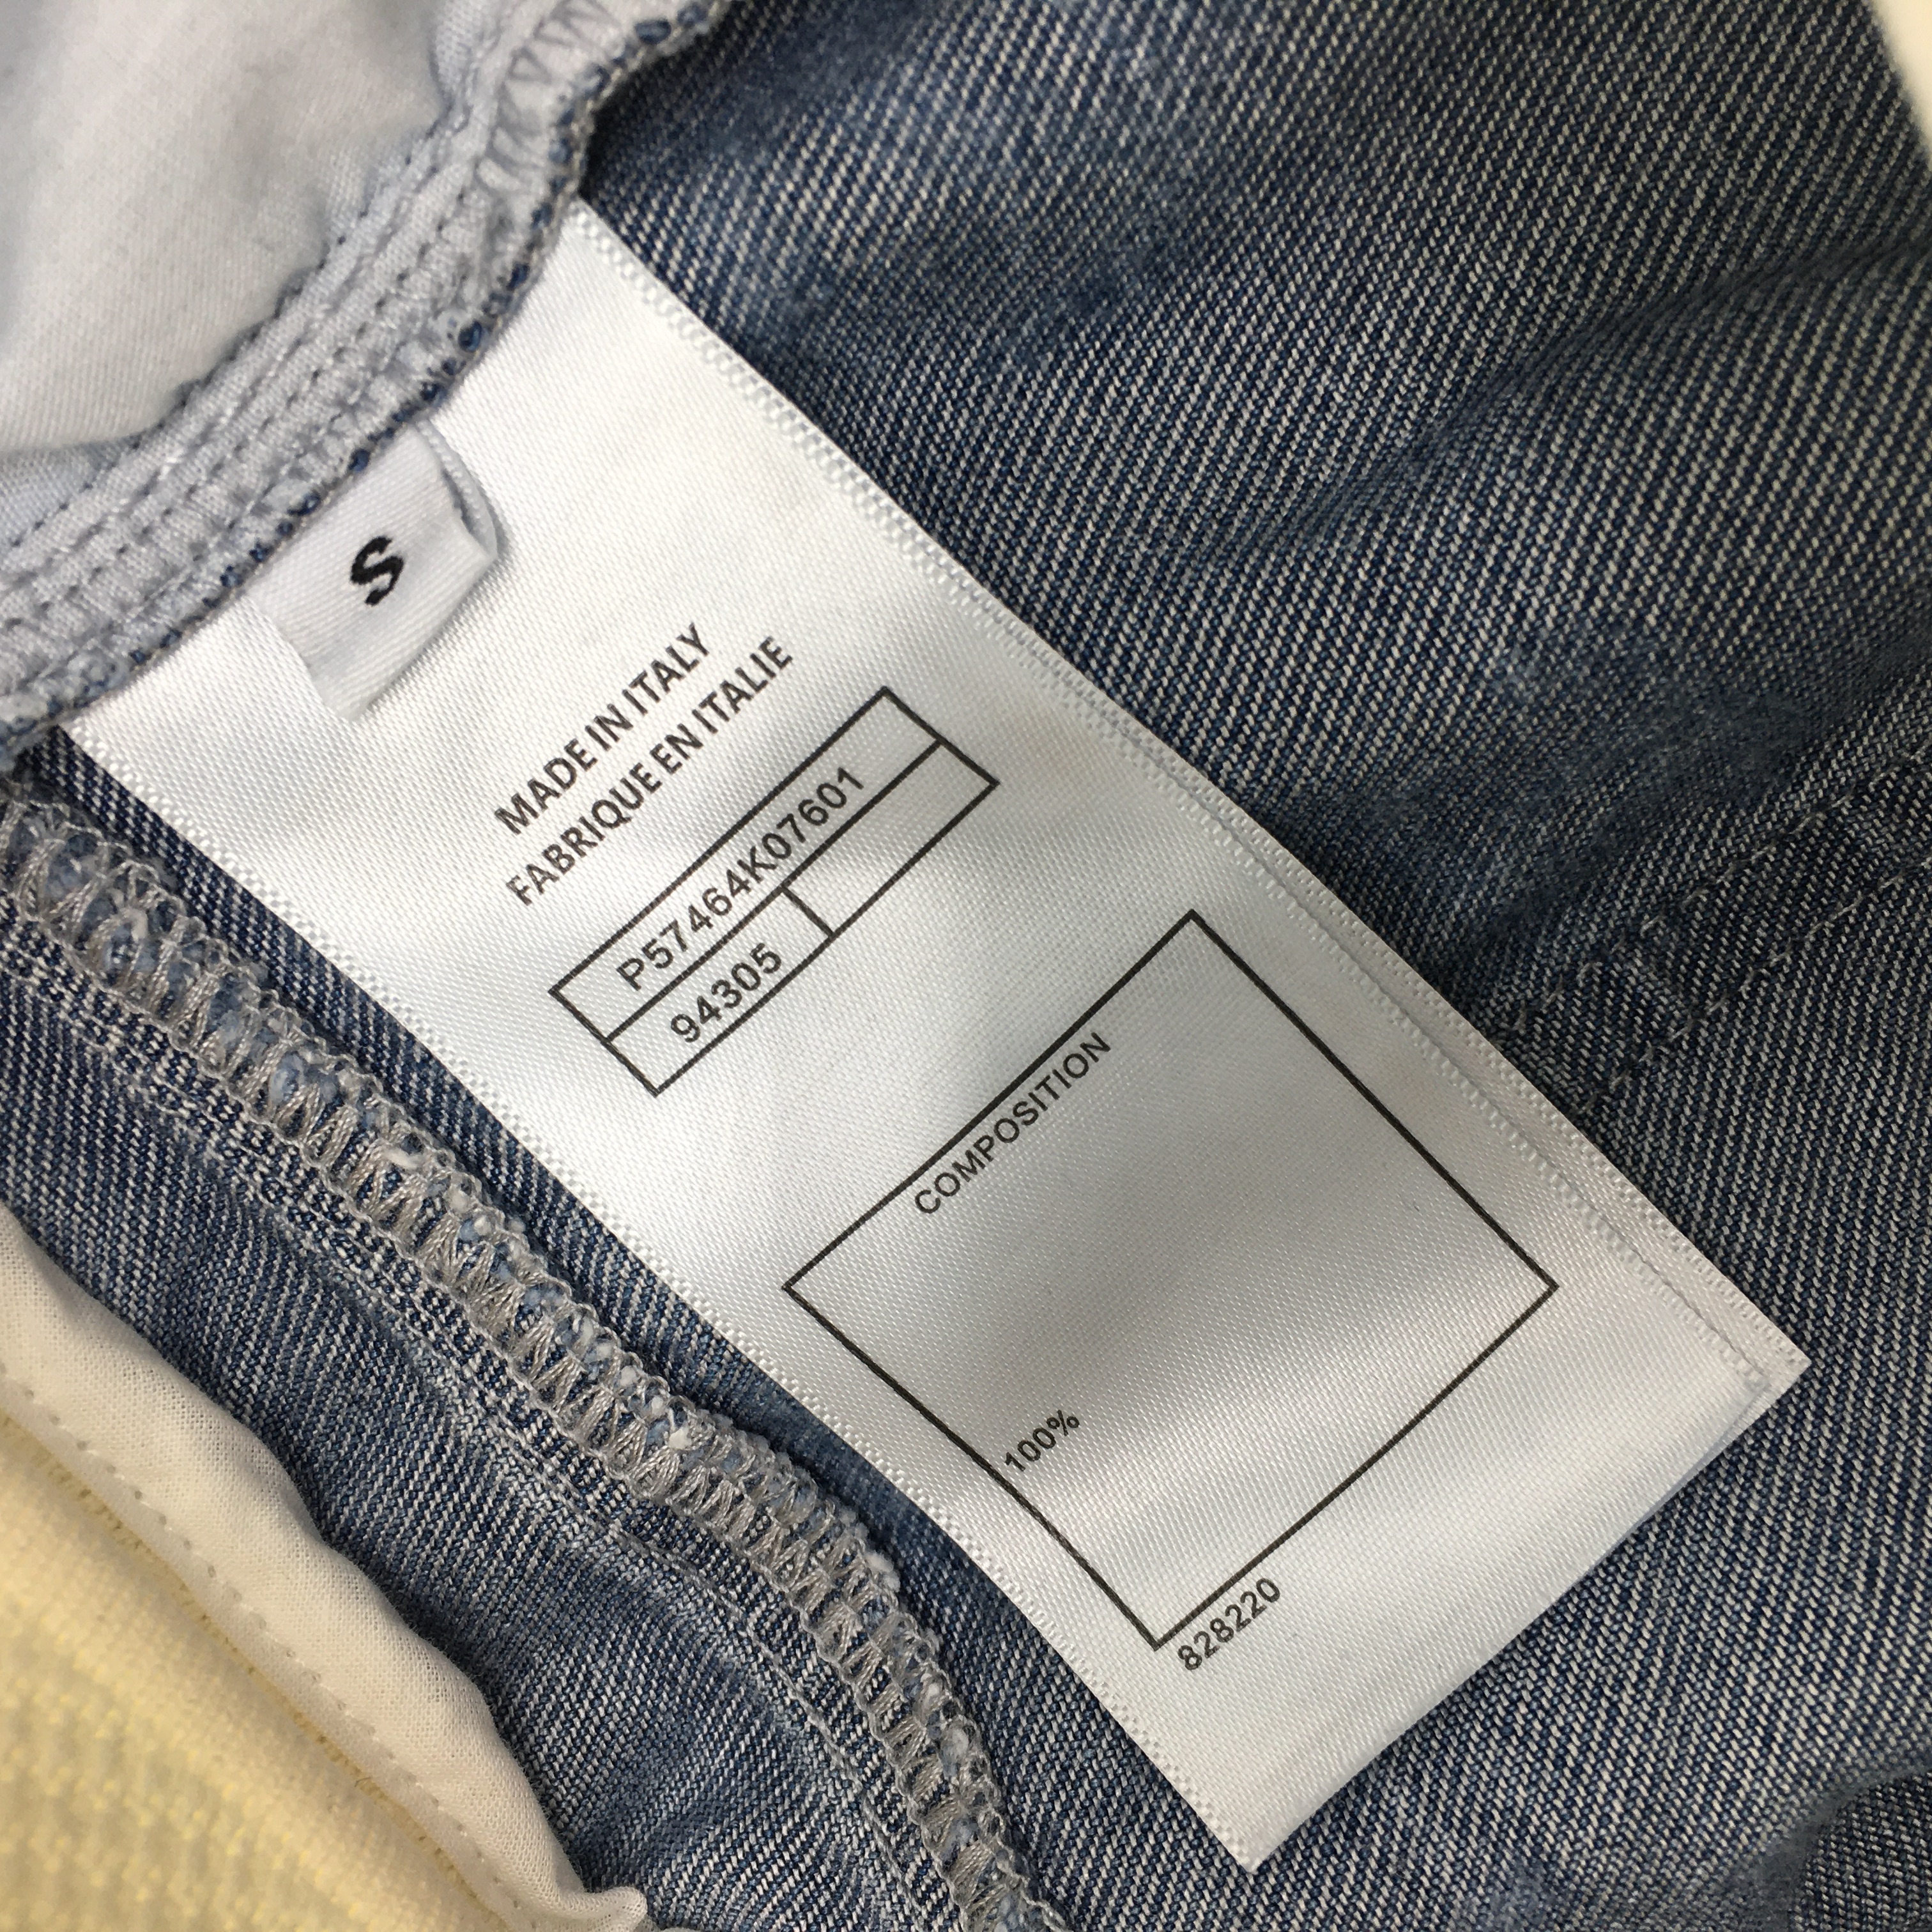 S
MADE IN ITALY
FABRIQUE EN ITALIE
P57464K07601
94305
COMPOSITION
100%
828220